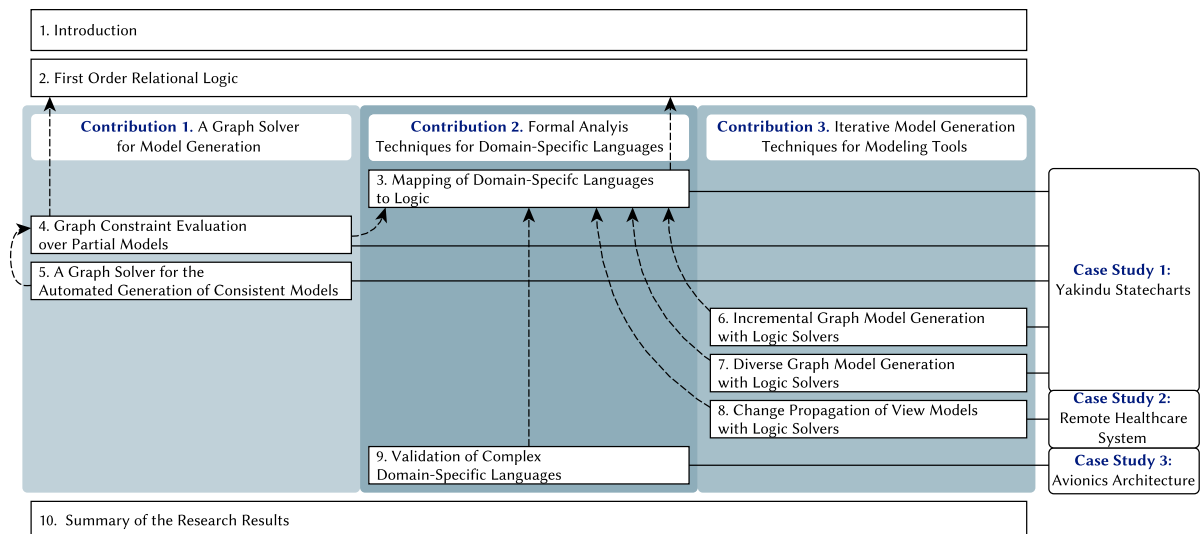 1. Introduction
2. First Order Relational Logic
Contribution 1. A Graph Solver
for Model Generation
Contribution 2. Formal Analyis
Techniques for Domain-Specific Languages
Contribution 3. Iterative Model Generation
Techniques for Modeling Tools
3. Mapping of Domain-Specifc Languages
to Logic
4. Graph Constraint Evaluation
over Partial Models
5. A Graph Solver for the
Automated Generation of Consistent Models
6. Incremental Graph Model Generation
with Logic Solvers
7. Diverse Graph Model Generation
with Logic Solvers
8. Change Propagation of View Models
with Logic Solvers
9. Validation of Complex
Domain-Specific Languages
Case Study 1:
Yakindu Statecharts
Case Study 2:
Remote Healthcare
System
Case Study 3:
Avionics Architecture
10. Summary of the Research Results